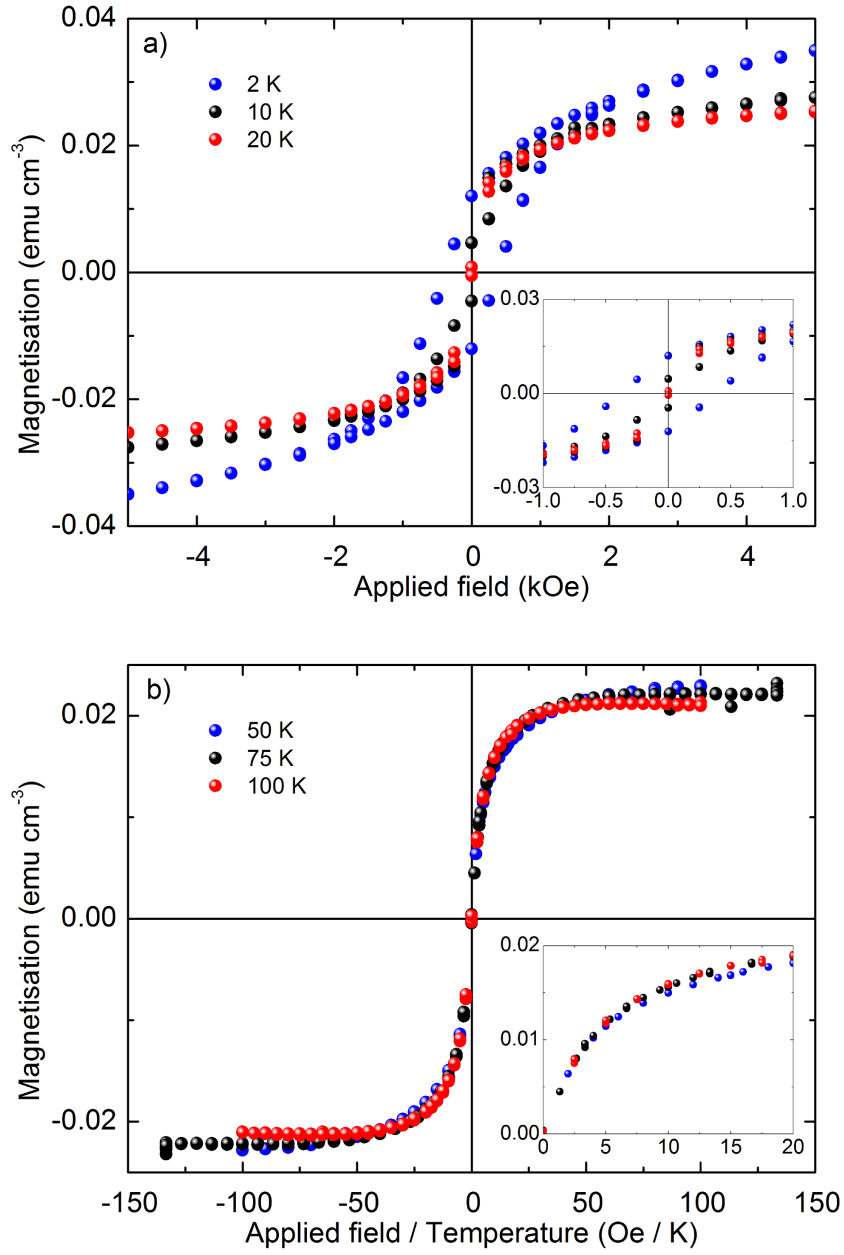 a)
2 K
10 K
20 K
Magnetisation (emu cm⁻³)
0.04
0.02
0.00
-0.02
-0.04
-4 -2 0 2 4
Applied field (kOe)
0.03
0.00
-0.03
-1.0 -0.5 0.0 0.5 1.0
b)
50 K
75 K
100 K
Magnetisation (emu cm⁻³)
0.02
0.00
-0.02
-150 -100 -50 0 50 100 150
Applied field / Temperature (Oe / K)
0.02
0.01
0.00
0 5 10 15 20